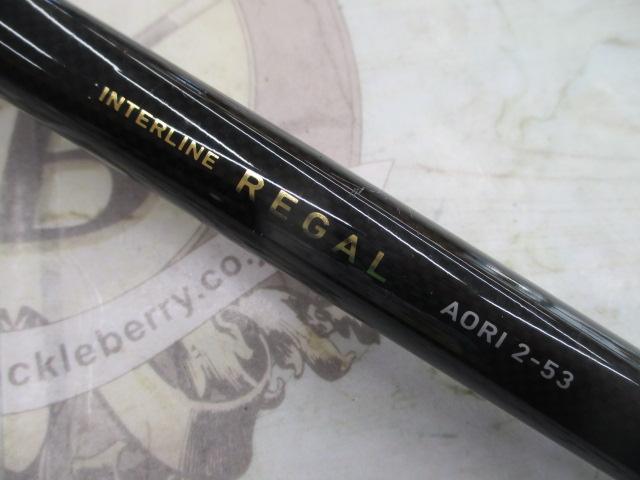 INTERLINE REGAL AORI 2-53
ckleberry.co.